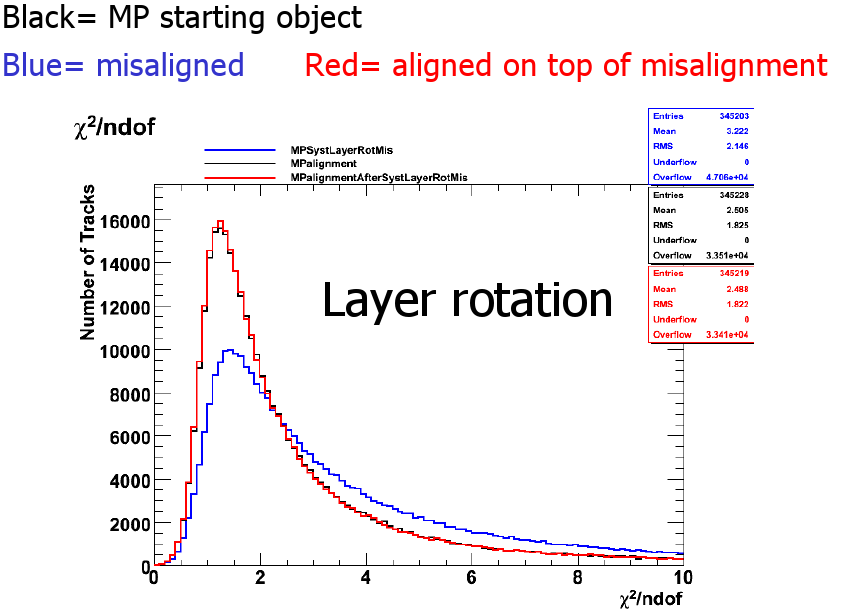 Black= MP starting object
Blue= misaligned Red= aligned on top of misalignment
χ²/ndof
MPSystLayerRotMis
MPalignment
MPalignmentAfterSystLayerRotMis
Entries 345203
Mean 3.222
RMS 2.146
Underflow 0
Overflow 4.706e+04
Entries 345228
Mean 2.505
RMS 1.825
Underflow 0
Overflow 3.351e+04
Entries 345219
Mean 2.488
RMS 1.822
Underflow 0
Overflow 3.341e+04
Number of Tracks
16000
14000
12000
10000
8000
6000
4000
2000
0
Layer rotation
0 2 4 6 8 10
χ²/ndof